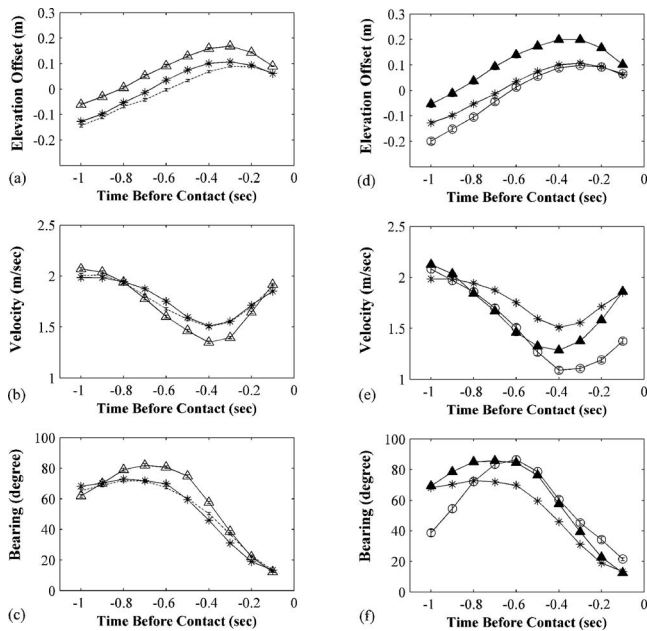 0.3
0.2
0.1
0
-0.1
-0.2
Elevation Offset (m)
-1 -0.8 -0.6 -0.4 -0.2 0
(a) Time Before Contact (sec)
2.5
2
1.5
1
Velocity (m/sec)
-1 -0.8 -0.6 -0.4 -0.2 0
(b) Time Before Contact (sec)
100
80
60
40
20
0
Bearing (degree)
-1 -0.8 -0.6 -0.4 -0.2 0
(c) Time Before Contact (sec)
0.3
0.2
0.1
0
-0.1
-0.2
Elevation Offset (m)
-1 -0.8 -0.6 -0.4 -0.2 0
(d) Time Before Contact (sec)
2.5
2
1.5
1
Velocity (m/sec)
-1 -0.8 -0.6 -0.4 -0.2 0
(e) Time Before Contact (sec)
100
80
60
40
20
0
Bearing (degree)
-1 -0.8 -0.6 -0.4 -0.2 0
(f) Time Before Contact (sec)